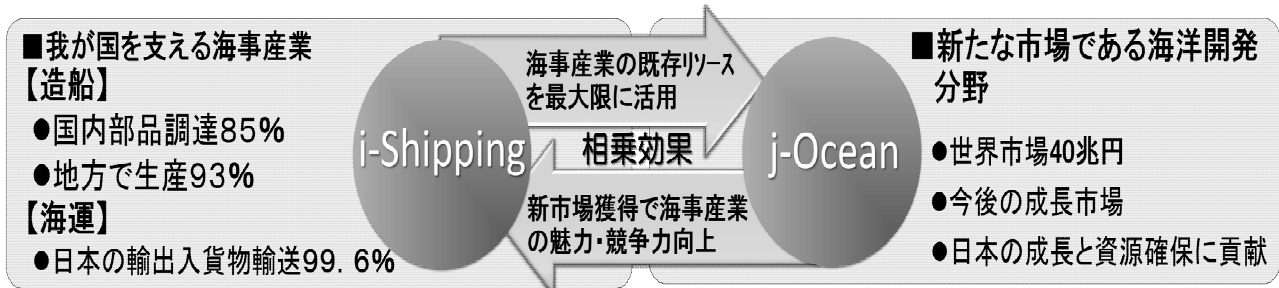 ■我が国を支える海事産業
【造船】
●国内部品調達85%
●地方で生産93%
【海運】
●日本の輸出入貨物輸送99.6%
i-Shipping
海事産業の既存リソース
を最大限に活用
相乗効果
新市場獲得で海事産業
の魅力・競争力向上
j-Ocean
■新たな市場である海洋開発
分野
●世界市場40兆円
●今後の成長市場
●日本の成長と資源確保に貢献